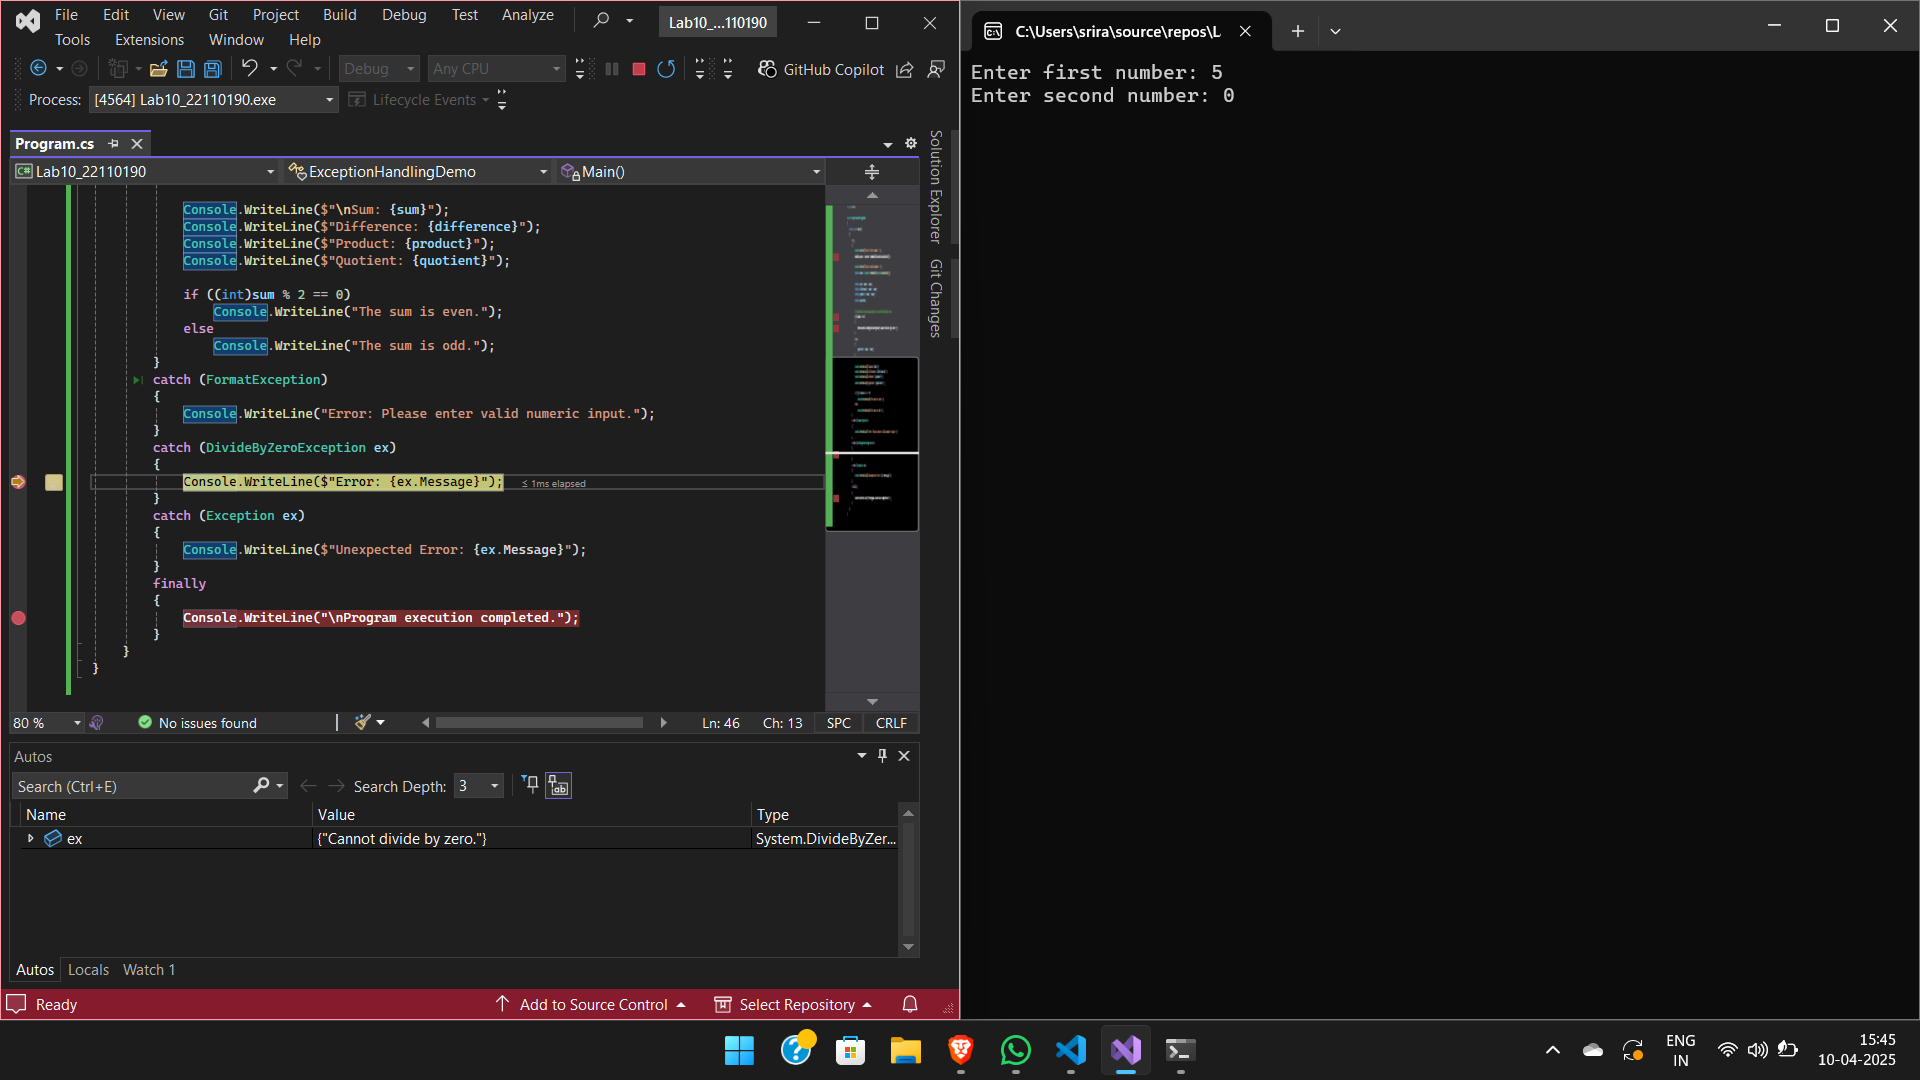 File Edit View Git Project Build Debug Test Analyze
Lab10_...110190
Tools Extensions Window Help
Debug Any CPU GitHub Copilot
Process: [4564] Lab10_22110190.exe Lifecycle Events
Program.cs
Lab10_22110190 ExceptionHandlingDemo Main()
Console.WriteLine($"\nSum: {sum}");
Console.WriteLine($"Difference: {difference}");
Console.WriteLine($"Product: {product}");
Console.WriteLine($"Quotient: {quotient}");
if ((int)sum % 2 == 0)
Console.WriteLine("The sum is even.");
else
Console.WriteLine("The sum is odd.");
}
catch (FormatException)
{
Console.WriteLine("Error: Please enter valid numeric input.");
}
catch (DivideByZeroException ex)
{
Console.WriteLine($"Error: {ex.Message}"); ≤ 1ms elapsed
}
catch (Exception ex)
{
Console.WriteLine($"Unexpected Error: {ex.Message}");
}
finally
{
Console.WriteLine("\nProgram execution completed.");
}
}
}
Solution Explorer
Git Changes
80 % No issues found Ln: 46 Ch: 13 SPC CRLF
Autos
Search (Ctrl+E) Search Depth: 3
Name Value Type
ex {"Cannot divide by zero."} System.DivideByZer...
Autos Locals Watch 1
Ready Add to Source Control Select Repository
C:\Users\srira\source\repos\L
Enter first number: 5
Enter second number: 0
ENG
IN
15:45
10-04-2025